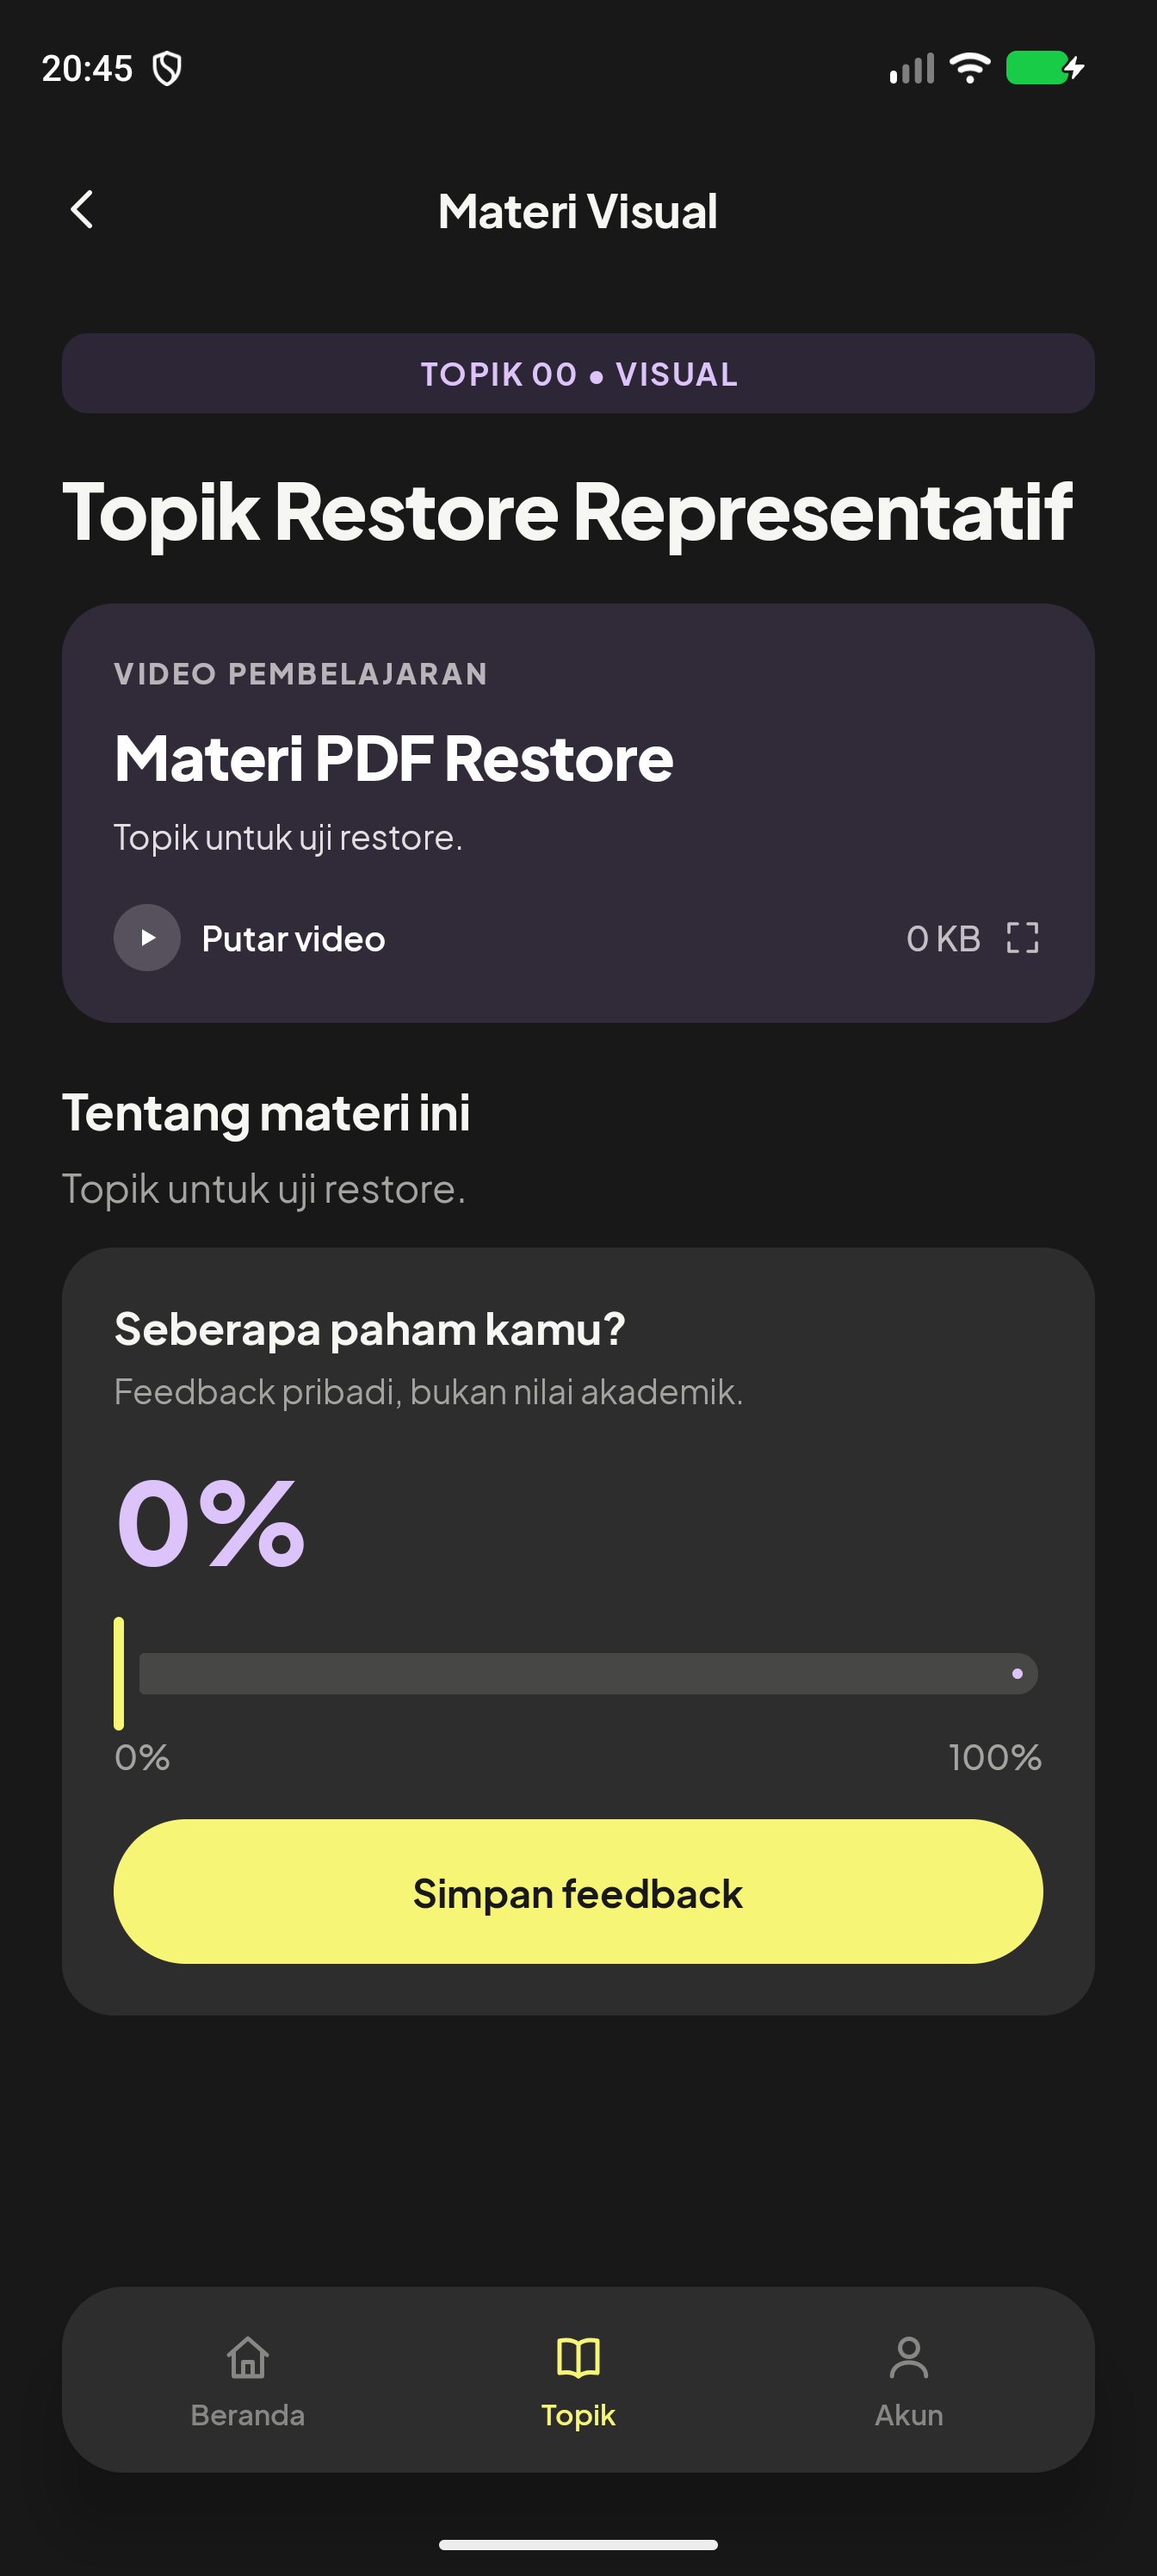 20:45
Materi Visual
TOPIK 00 • VISUAL
Topik Restore Representatif
VIDEO PEMBELAJARAN
Materi PDF Restore
Topik untuk uji restore.
Putar video
0 KB
Tentang materi ini
Topik untuk uji restore.
Seberapa paham kamu?
Feedback pribadi, bukan nilai akademik.
0%
0%
100%
Simpan feedback
Beranda
Topik
Akun